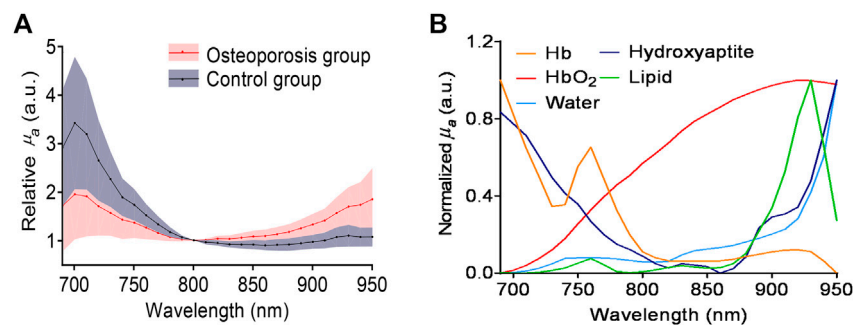 A
Relative μa (a.u.)
5
4
3
2
1
Osteoporosis group
Control group
700 750 800 850 900 950
Wavelength (nm)
B
Normalized μa (a.u.)
1.2
0.8
0.4
0.0
Hb
HbO2
Water
Hydroxyaptite
Lipid
700 750 800 850 900 950
Wavelength (nm)